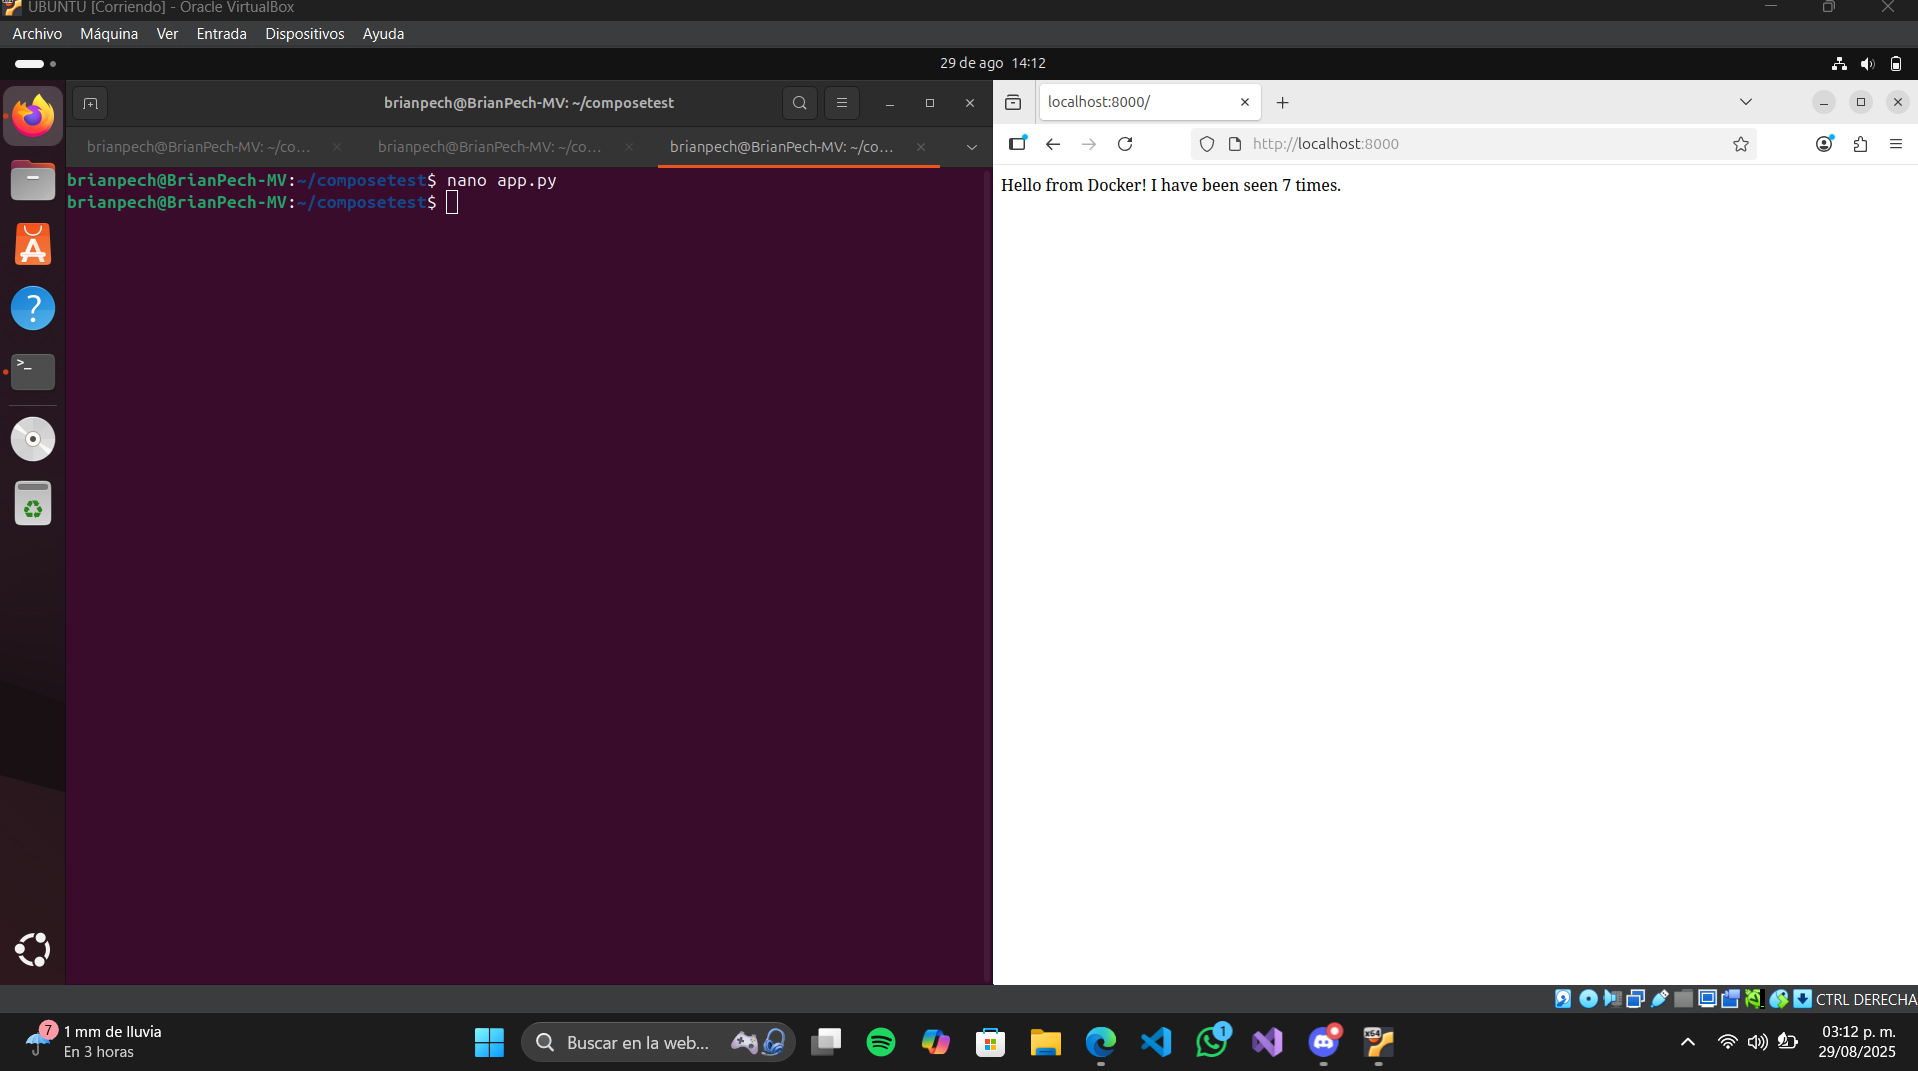 UBUNTU [Corriendo] - Oracle VirtualBox
Archivo Máquina Ver Entrada Dispositivos Ayuda
29 de ago 14:12
brianpech@BrianPech-MV: ~/composetest
brianpech@BrianPech-MV: ~/co...
brianpech@BrianPech-MV: ~/co...
brianpech@BrianPech-MV: ~/co...
brianpech@BrianPech-MV:~/composetest$ nano app.py
brianpech@BrianPech-MV:~/composetest$
localhost:8000/
http://localhost:8000
Hello from Docker! I have been seen 7 times.
CTRL DERECHA
7
1 mm de lluvia
En 3 horas
Buscar en la web...
1
x64
03:12 p. m.
29/08/2025